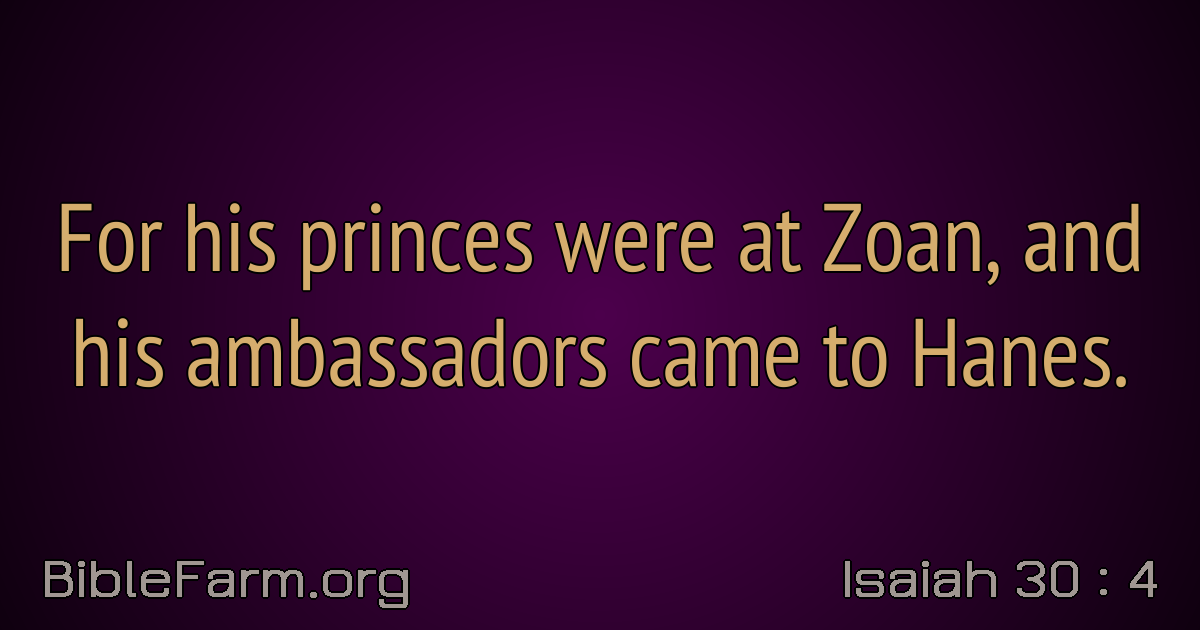 For his princes were at Zoan, and
his ambassadors came to Hanes.
BibleFarm.org
Isaiah 30 : 4